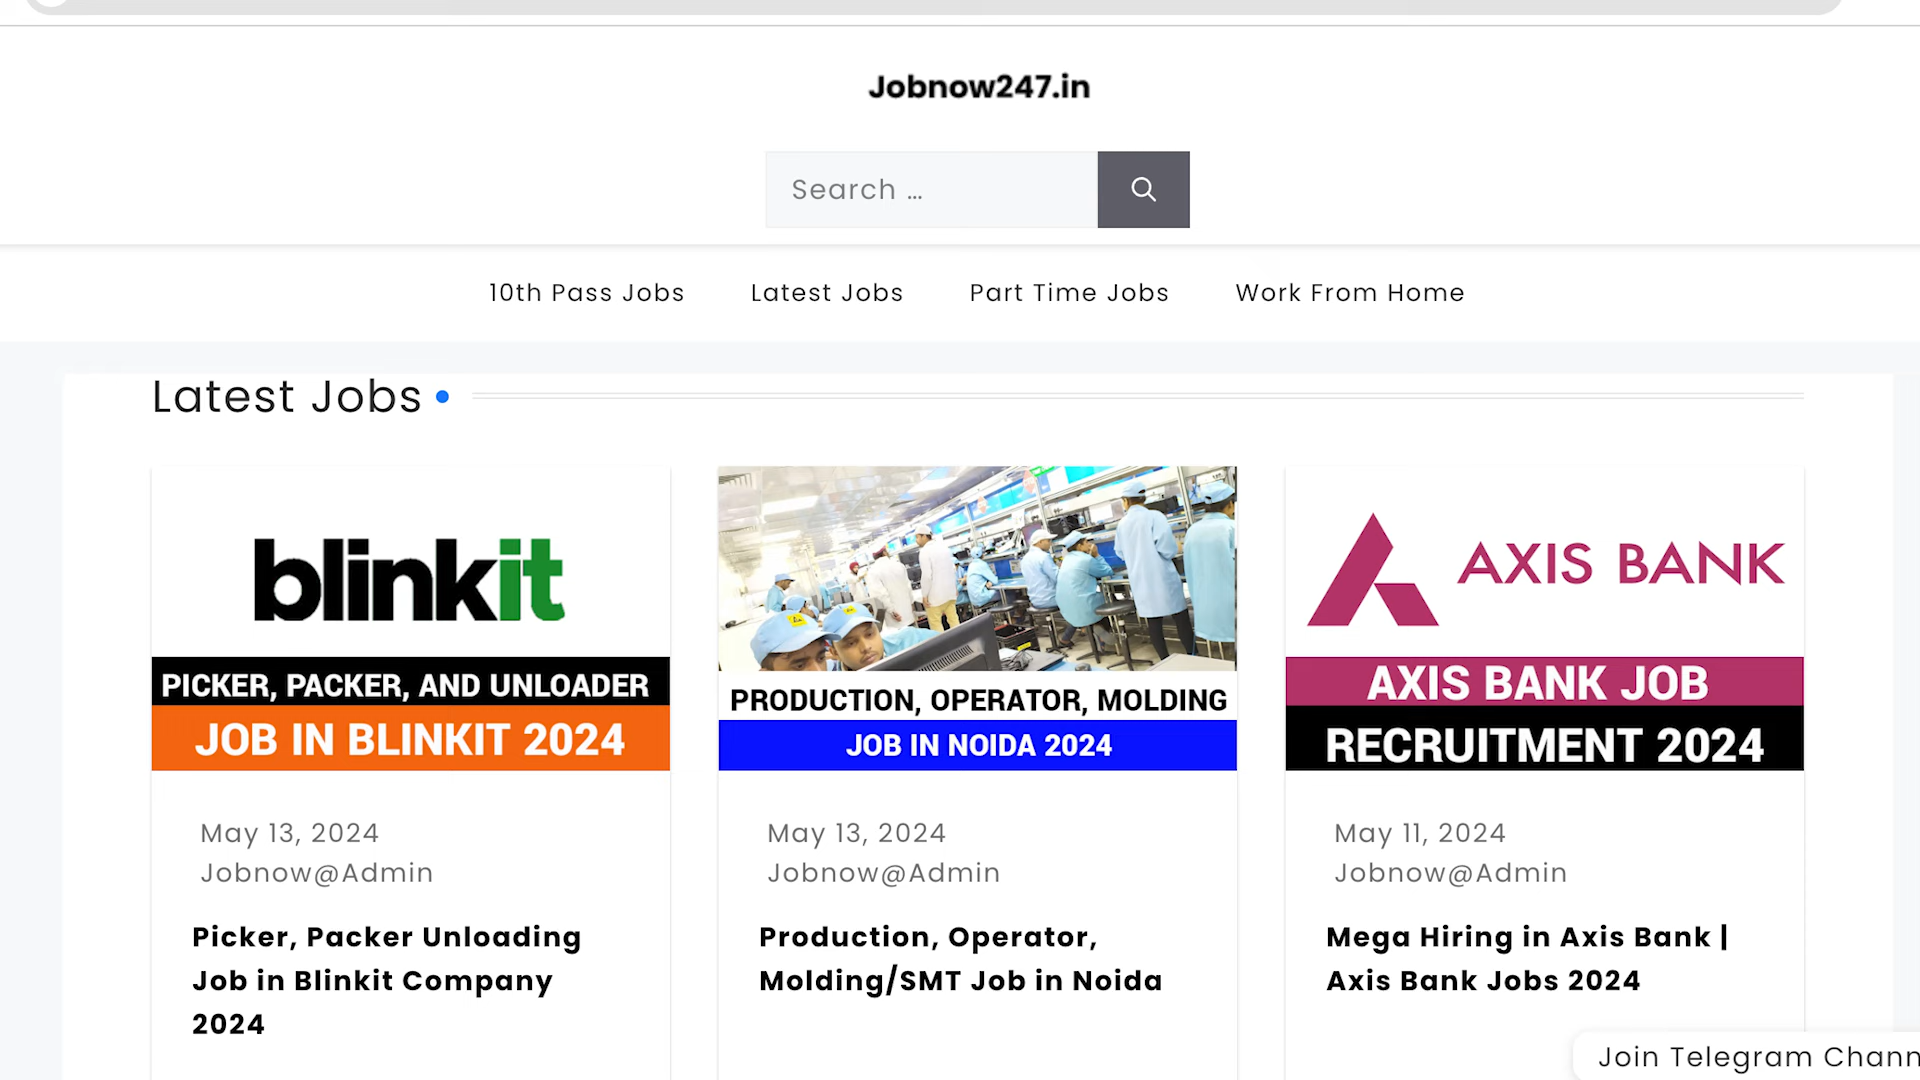 Jobnow247.in
Search ...
10th Pass Jobs Latest Jobs Part Time Jobs Work From Home
Latest Jobs
blinkit
PICKER, PACKER, AND UNLOADER
JOB IN BLINKIT 2024
May 13, 2024
Jobnow@Admin
Picker, Packer Unloading
Job in Blinkit Company
2024
PRODUCTION, OPERATOR, MOLDING
JOB IN NOIDA 2024
May 13, 2024
Jobnow@Admin
Production, Operator,
Molding/SMT Job in Noida
AXIS BANK
AXIS BANK JOB
RECRUITMENT 2024
May 11, 2024
Jobnow@Admin
Mega Hiring in Axis Bank |
Axis Bank Jobs 2024
Join Telegram Chann